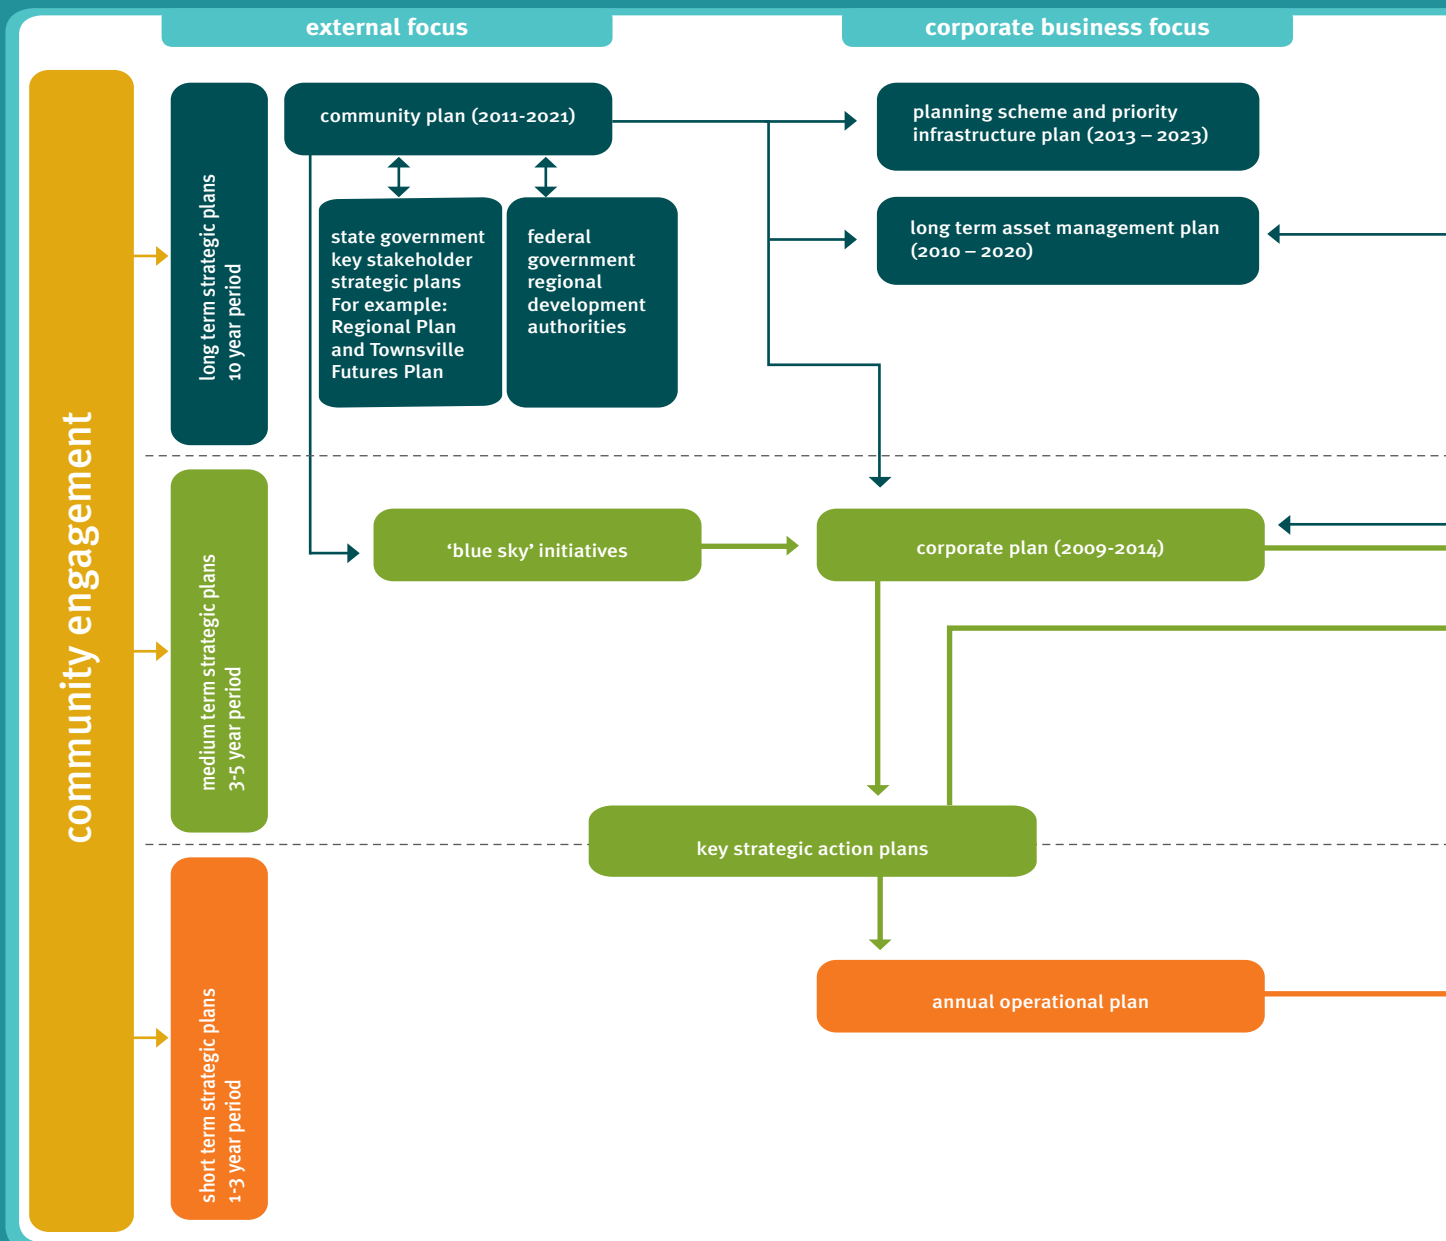 external focus
corporate business focus
community engagement
long term strategic plans
10 year period
community plan (2011-2021)
planning scheme and priority
infrastructure plan (2013 – 2023)
state government
key stakeholder
strategic plans
For example:
Regional Plan
and Townsville
Futures Plan
federal
government
regional
development
authorities
long term asset management plan
(2010 – 2020)
medium term strategic plans
3-5 year period
‘blue sky’ initiatives
corporate plan (2009-2014)
key strategic action plans
short term strategic plans
1-3 year period
annual operational plan